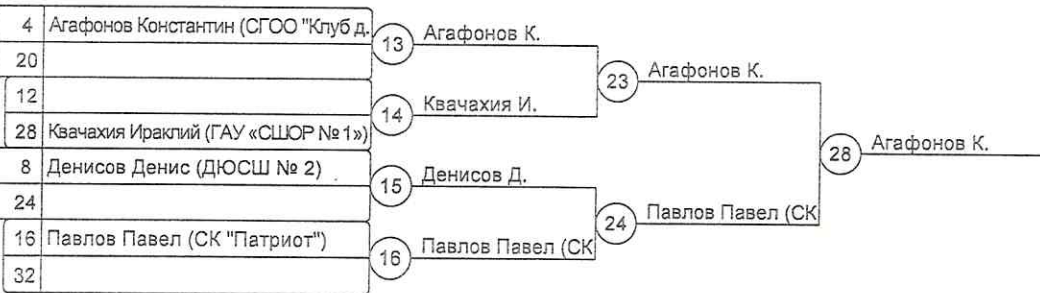 4 Агафонов Константин (СГОО "Клуб д.
13
Агафонов К.
20
23
Агафонов К.
12
14
Квачахия И.
28 Квачахия Ираклий (ГАУ «СШОР №1»)
28
Агафонов К.
8 Денисов Денис (ДЮСШ № 2)
15
Денисов Д.
24
24
Павлов Павел (СК
16 Павлов Павел (СК "Патриот")
16
Павлов Павел (СК
32